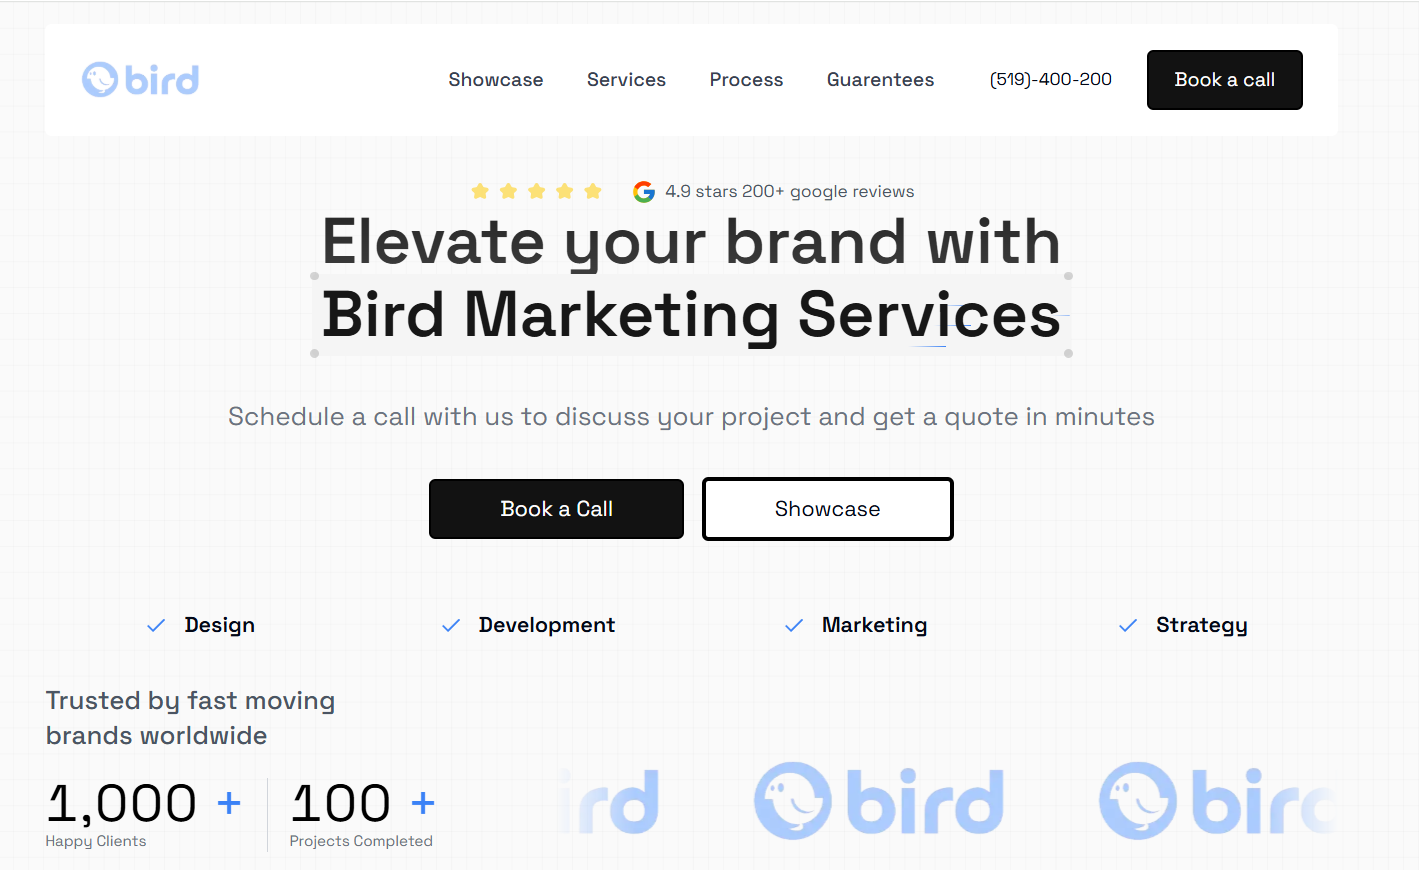 bird
Showcase Services Process Guarentees (519)-400-200 Book a call
4.9 stars 200+ google reviews
Elevate your brand with
Bird Marketing Services
Schedule a call with us to discuss your project and get a quote in minutes
Book a Call Showcase
Design Development Marketing Strategy
Trusted by fast moving
brands worldwide
1,000 + 100 +
Happy Clients Projects Completed
ird bird bird